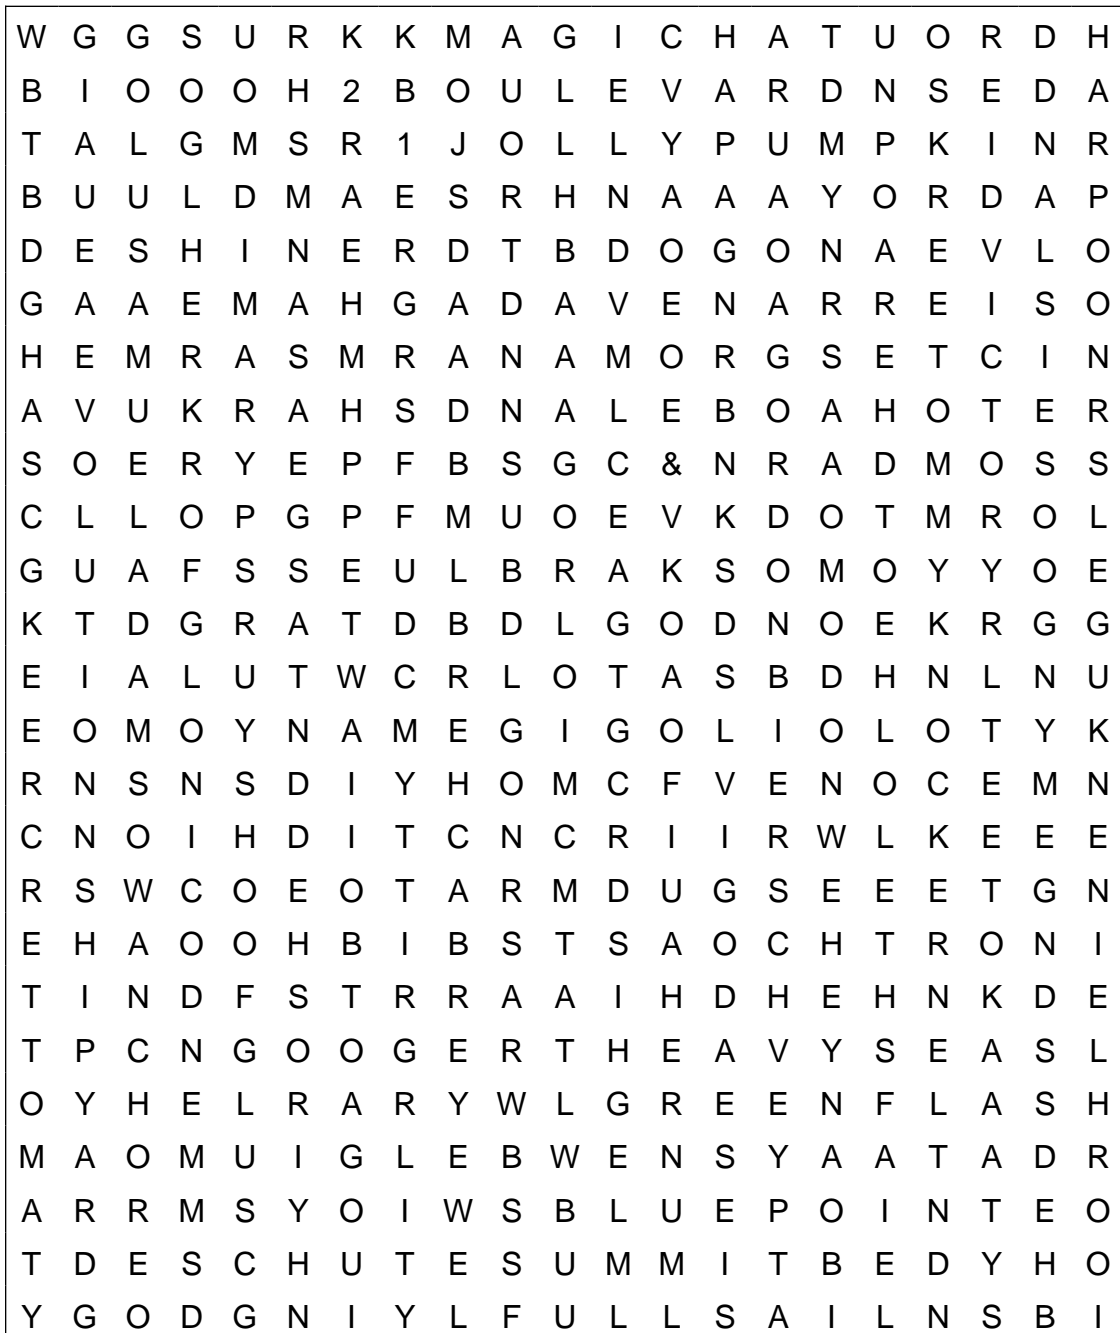 W G G S U R K K M A G I C H A T U O R D H
B I O O O H 2 B O U L E V A R D N S E D A
T A L G M S R 1 J O L L Y P U M P K I N R
B U U L D M A E S R H N A A A Y O R D A P
D E S H I N E R D T B D O G O N A E V L O
G A A E M A H G A D A V E N A R R E I S O
H E M R A S M R A N A M O R G S E T C I N
A V U K R A H S D N A L E B O A H O T E R
S O E R Y E P F B S G C & N R A D M O S S
C L L O P G P F M U O E V K D O T M R O L
G U A F S S E U L B R A K S O M O Y Y O E
K T D G R A T D B D L G O D N O E K R G G
E I A L U T W C R L O T A S B D H N L N U
E O M O Y N A M E G I G O L I O L O T Y K
R N S N S D I Y H O M C F V E N O C E M N
C N O I H D I T C N C R I I R W L K E E E
R S W C O E O T A R M D U G S E E E T G N
E H A O O H B I B S T S A O C H T R O N I
T I N D F S T R R A A I H D H E H N K D E
T P C N G O O G E R T H E A V Y S E A S L
O Y H E L R A R Y W L G R E E N F L A S H
M A O M U I G L E B W E N S Y A A T A D R
A R R M S Y O I W S B L U E P O I N T E O
T D E S C H U T E S U M M I T B E D Y H O
Y G O D G N I Y L F U L L S A I L N S B I